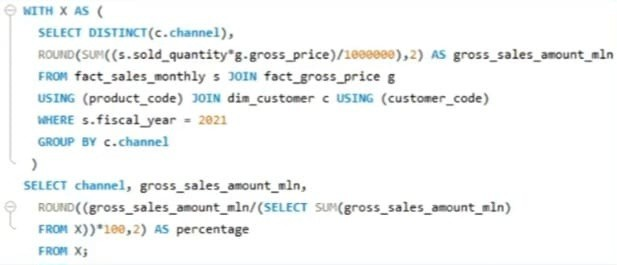 WITH X AS (
SELECT DISTINCT(c.channel),
ROUND(SUM((s.sold_quantity*g.gross_price)/1000000),2) AS gross_sales_amount_mln
FROM fact_sales_monthly s JOIN fact_gross_price g
USING (product_code) JOIN dim_customer c USING (customer_code)
WHERE s.fiscal_year = 2021
GROUP BY c.channel
)
SELECT channel, gross_sales_amount_mln,
ROUND((gross_sales_amount_mln/(SELECT SUM(gross_sales_amount_mln)
FROM X))*100,2) AS percentage
FROM X;